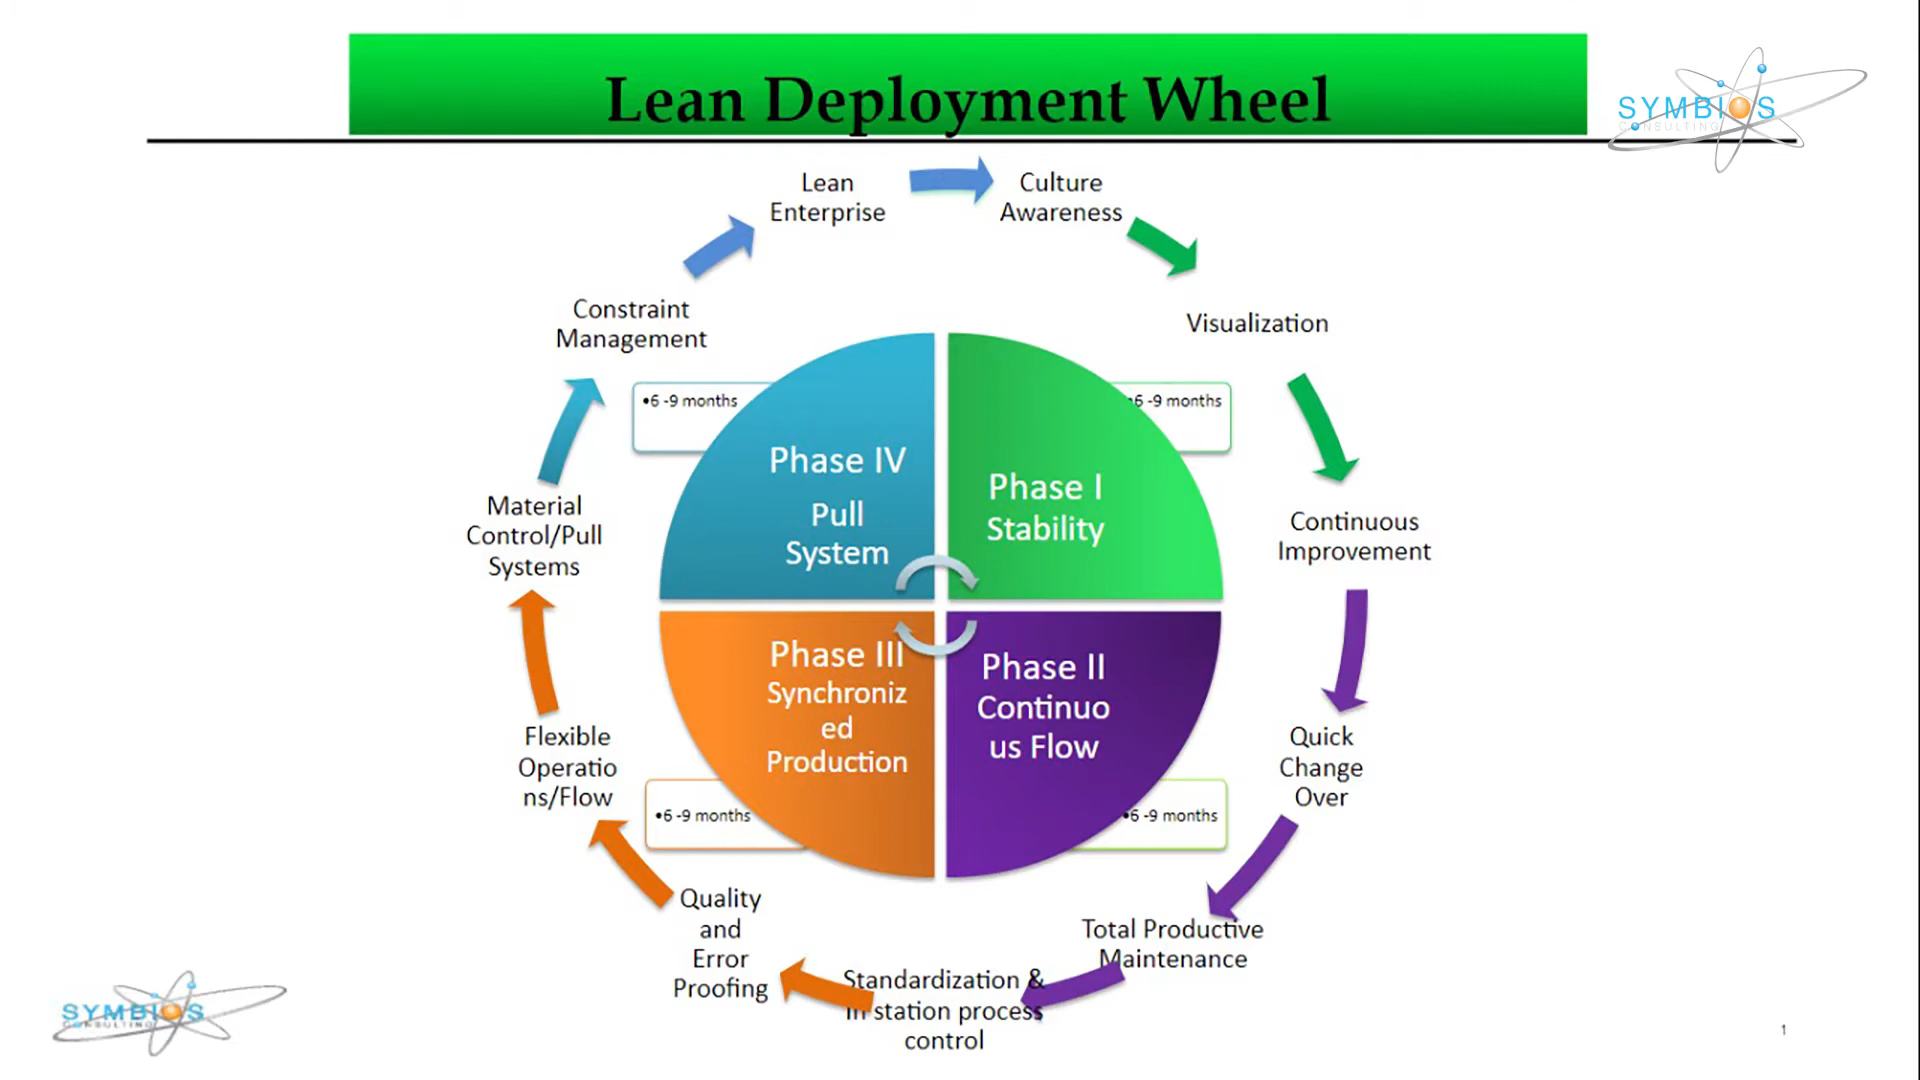 Lean Deployment Wheel
SYMBIOS
CONSULTING
Lean
Enterprise
Culture
Awareness
Visualization
Constraint
Management
•6 -9 months
•6 -9 months
Phase IV
Pull
System
Phase I
Stability
Material
Control/Pull
Systems
Continuous
Improvement
Phase III
Synchroniz
ed
Production
Phase II
Continuo
us Flow
Flexible
Operatio
ns/Flow
Quick
Change
Over
•6 -9 months
•6 -9 months
Quality
and
Error
Proofing
Total Productive
Maintenance
Standardization &
in station process
control
SYMBIOS
CONSULTING
1